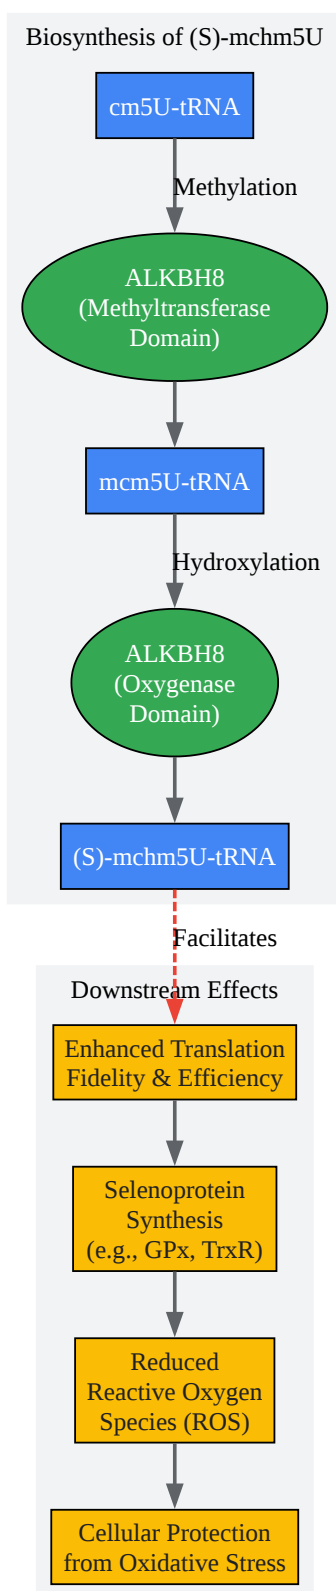 Biosynthesis of (S)-mchm5U
cm5U-tRNA
Methylation
ALKBH8
(Methyltransferase
Domain)
mcm5U-tRNA
Hydroxylation
ALKBH8
(Oxygenase
Domain)
(S)-mchm5U-tRNA
Facilitates
Downstream Effects
Enhanced Translation
Fidelity & Efficiency
Selenoprotein
Synthesis
(e.g., GPx, TrxR)
Reduced
Reactive Oxygen
Species (ROS)
Cellular Protection
from Oxidative Stress